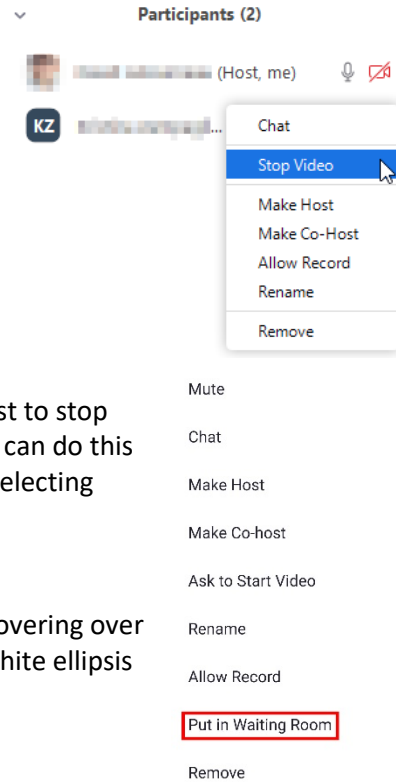 Participants (2)
(Host, me)
KZ ...
Chat
Stop Video
Make Host
Make Co-Host
Allow Record
Rename
Remove
st to stop
can do this
electing
overing over
hite ellipsis
Mute
Chat
Make Host
Make Co-host
Ask to Start Video
Rename
Allow Record
Put in Waiting Room
Remove